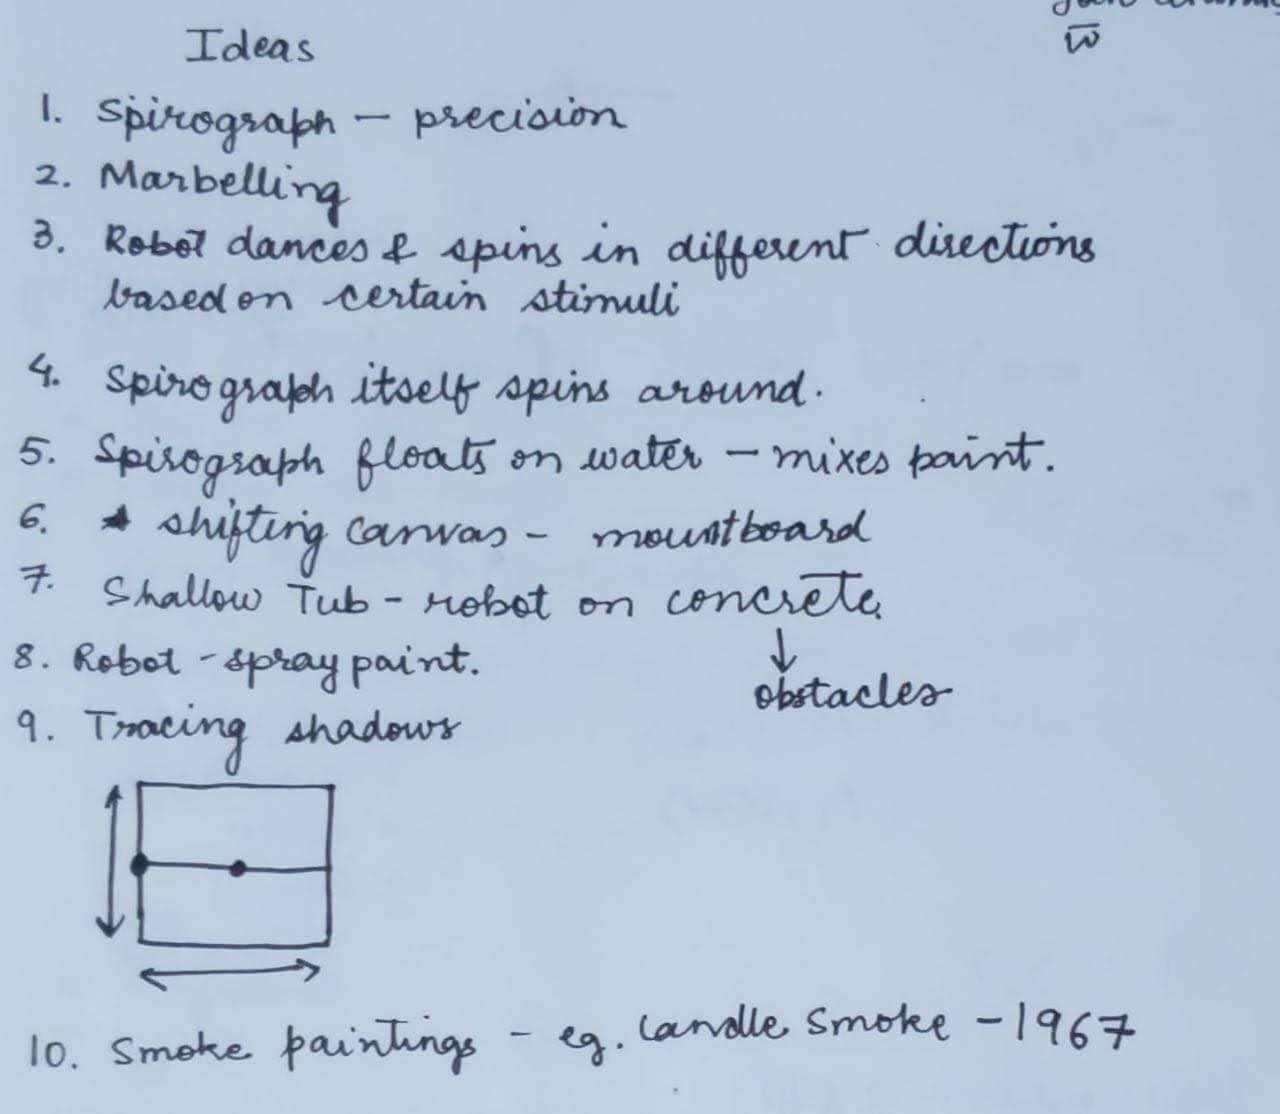 Ideas
1. Spirograph - precision
2. Marbelling
3. Robot dances & spins in different directions
based on certain stimuli
4. Spirograph itself spins around.
5. Spirograph floats on water - mixes paint.
6. shifting canvas - mountboard
7. Shallow Tub - robot on concrete
↓
obstacles
8. Robot - spray paint.
9. Tracing shadows
10. Smoke paintings - eg. Candle Smoke - 1967